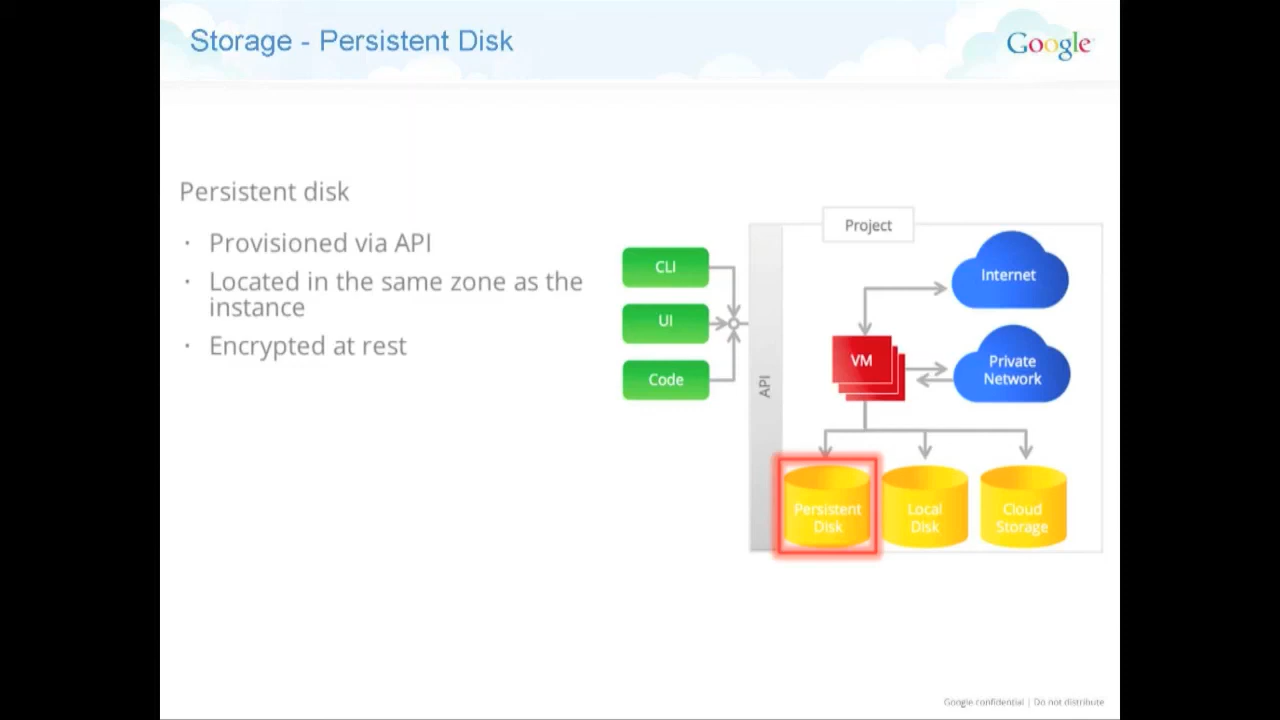 Storage - Persistent Disk
Google
Persistent disk
· Provisioned via API
· Located in the same zone as the
instance
· Encrypted at rest
Project
CLI
UI
Code
API
Internet
VM
Private
Network
Persistent
Disk
Local
Disk
Cloud
Storage
Google confidential | Do not distribute